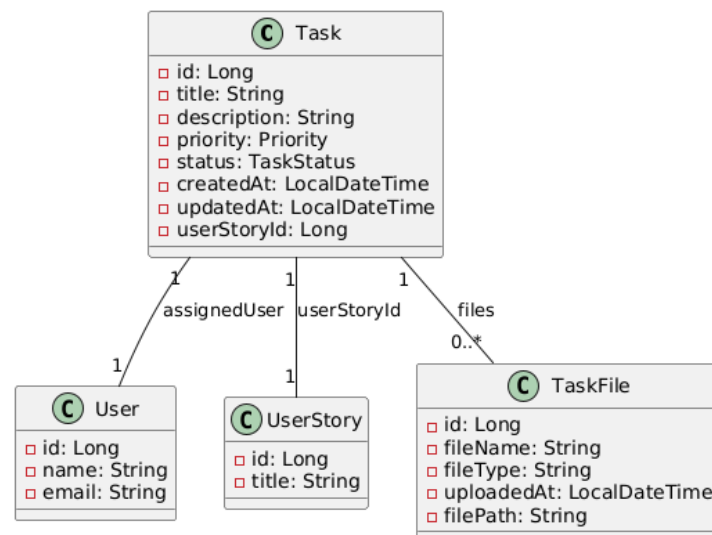 C Task
id: Long
title: String
description: String
priority: Priority
status: TaskStatus
createdAt: LocalDateTime
updatedAt: LocalDateTime
userStoryId: Long
1 1 1
assignedUser userStoryId files
1 1 0..*
C User
id: Long
name: String
email: String
C UserStory
id: Long
title: String
C TaskFile
id: Long
fileName: String
fileType: String
uploadedAt: LocalDateTime
filePath: String